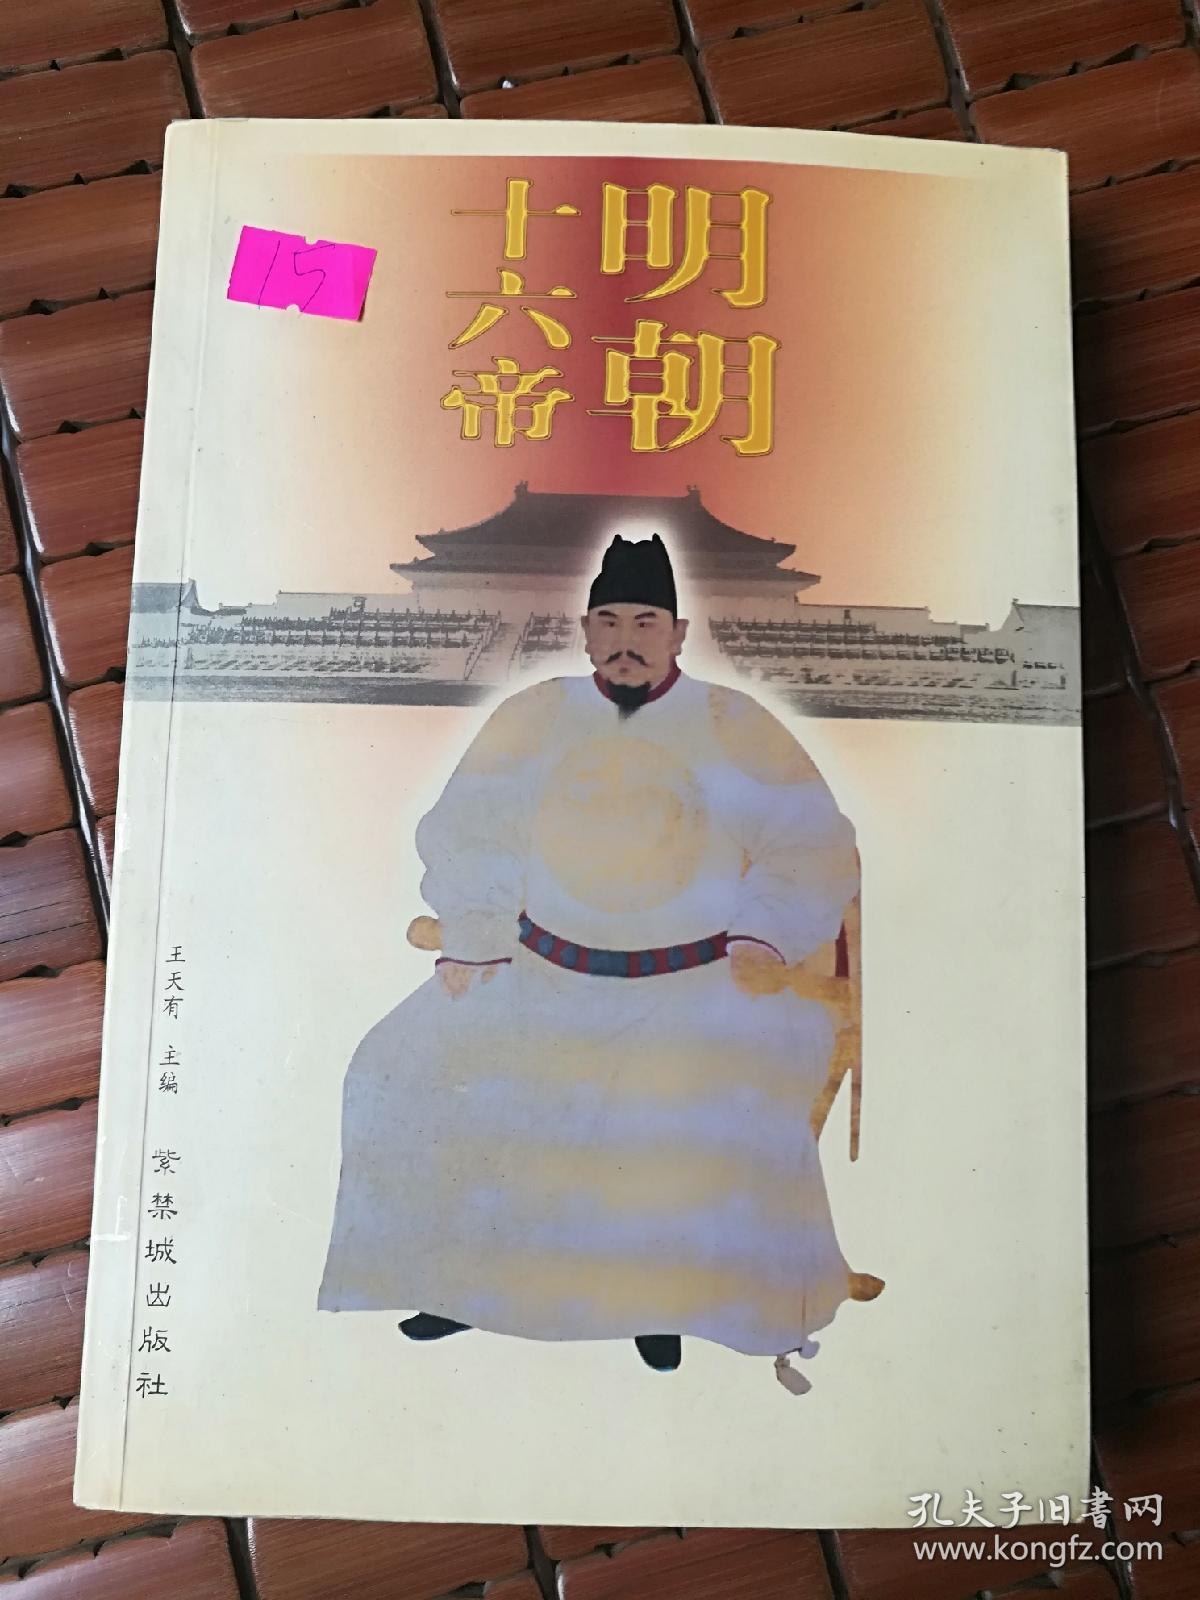 明朝
十六帝
15
王天有 主编
紫禁城出版社
孔夫子旧书网
www.kongfz.com